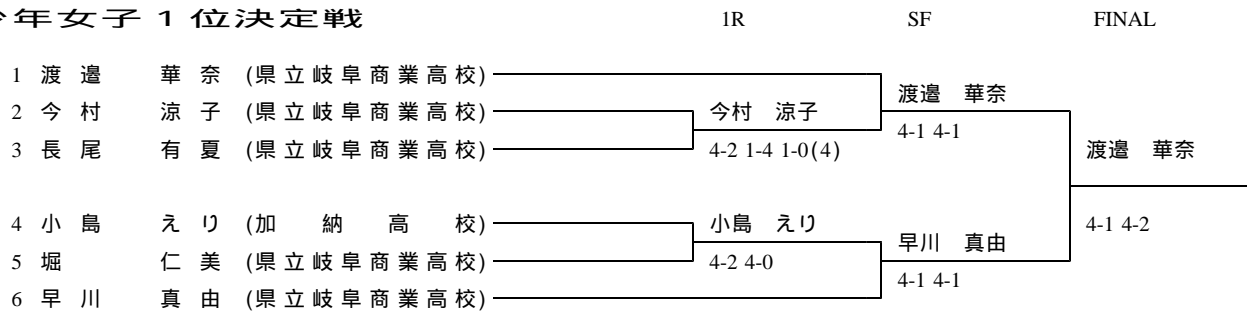 年女子１位決定戦 1R SF FINAL
1 渡邉 華奈 (県立岐阜商業高校)
渡邉 華奈
2 今村 涼子 (県立岐阜商業高校) 今村 涼子
4-1 4-1
3 長尾 有夏 (県立岐阜商業高校) 4-2 1-4 1-0(4) 渡邉 華奈
4 小島 えり (加納高校) 小島 えり 4-1 4-2
早川 真由
5 堀 仁美 (県立岐阜商業高校) 4-2 4-0
4-1 4-1
6 早川 真由 (県立岐阜商業高校)